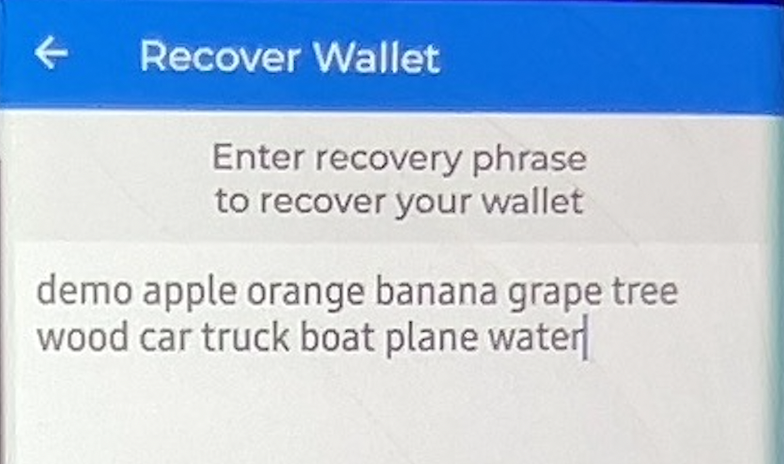 Recover Wallet
Enter recovery phrase
to recover your wallet
demo apple orange banana grape tree
wood car truck boat plane water